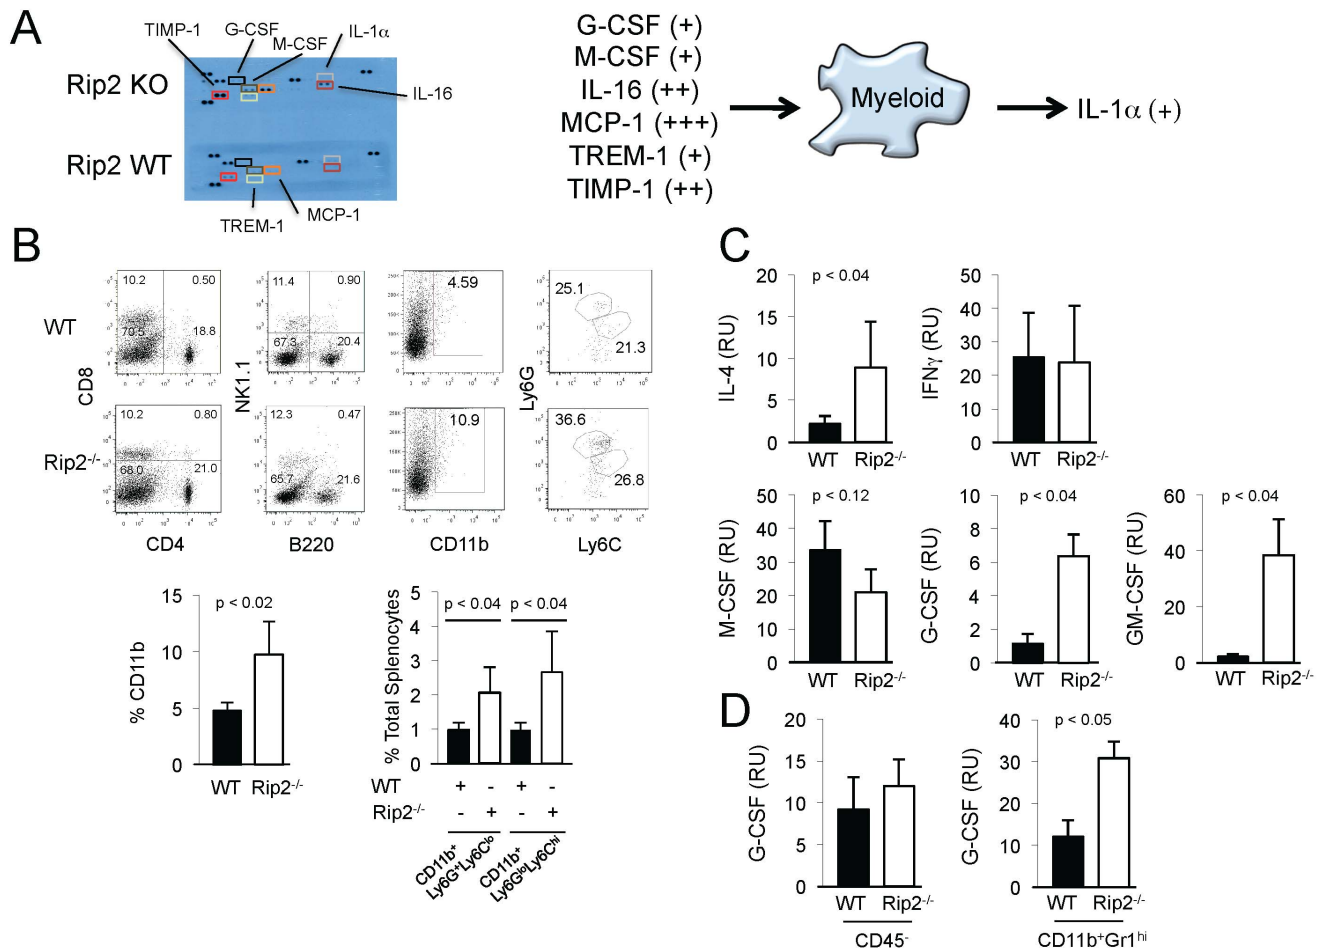 A
TIMP-1
G-CSF
M-CSF
IL-1α
Rip2 KO
IL-16
Rip2 WT
TREM-1
MCP-1
G-CSF (+)
M-CSF (+)
IL-16 (++)
MCP-1 (+++)
TREM-1 (+)
TIMP-1 (++)
Myeloid
IL-1α (+)
B
WT
Rip2-/-
CD8
10.2 0.50
70.5 18.8
10.2 0.80
68.0 21.0
CD4
NK1.1
11.4 0.90
67.3 20.4
12.3 0.47
65.7 21.6
B220
4.59
10.9
CD11b
Ly6G
25.1
21.3
36.6
26.8
Ly6C
% CD11b
15
10
5
0
p < 0.02
WT Rip2-/-
% Total Splenocytes
5
4
3
2
1
0
p < 0.04 p < 0.04
WT + - + -
Rip2-/- - + - +
CD11b+
Ly6G+Ly6Clo
CD11b+
Ly6GloLy6Chi
C
IL-4 (RU)
20
15
10
5
0
p < 0.04
WT Rip2-/-
IFNγ (RU)
50
40
30
20
10
0
WT Rip2-/-
M-CSF (RU)
50
40
30
20
10
0
p < 0.12
WT Rip2-/-
G-CSF (RU)
10
8
6
4
2
0
p < 0.04
WT Rip2-/-
GM-CSF (RU)
60
40
20
0
p < 0.04
WT Rip2-/-
D
G-CSF (RU)
20
15
10
5
0
WT Rip2-/-
CD45-
G-CSF (RU)
40
30
20
10
0
p < 0.05
WT Rip2-/-
CD11b+Gr1hi